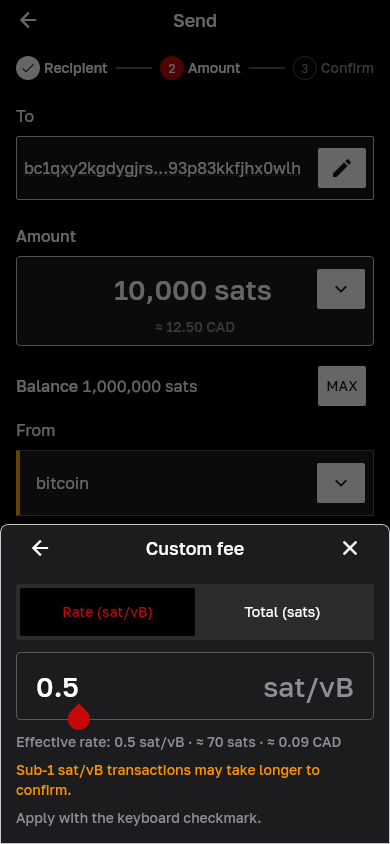 Send
Recipient 2 Amount 3 Confirm
To
bc1qxy2kgdygjrs...93p83kkfjhx0wlh
Amount
10,000 sats
≈ 12.50 CAD
Balance 1,000,000 sats MAX
From
bitcoin
Custom fee
Rate (sat/vB) Total (sats)
0.5 sat/vB
Effective rate: 0.5 sat/vB · ≈ 70 sats · ≈ 0.09 CAD
Sub-1 sat/vB transactions may take longer to
confirm.
Apply with the keyboard checkmark.